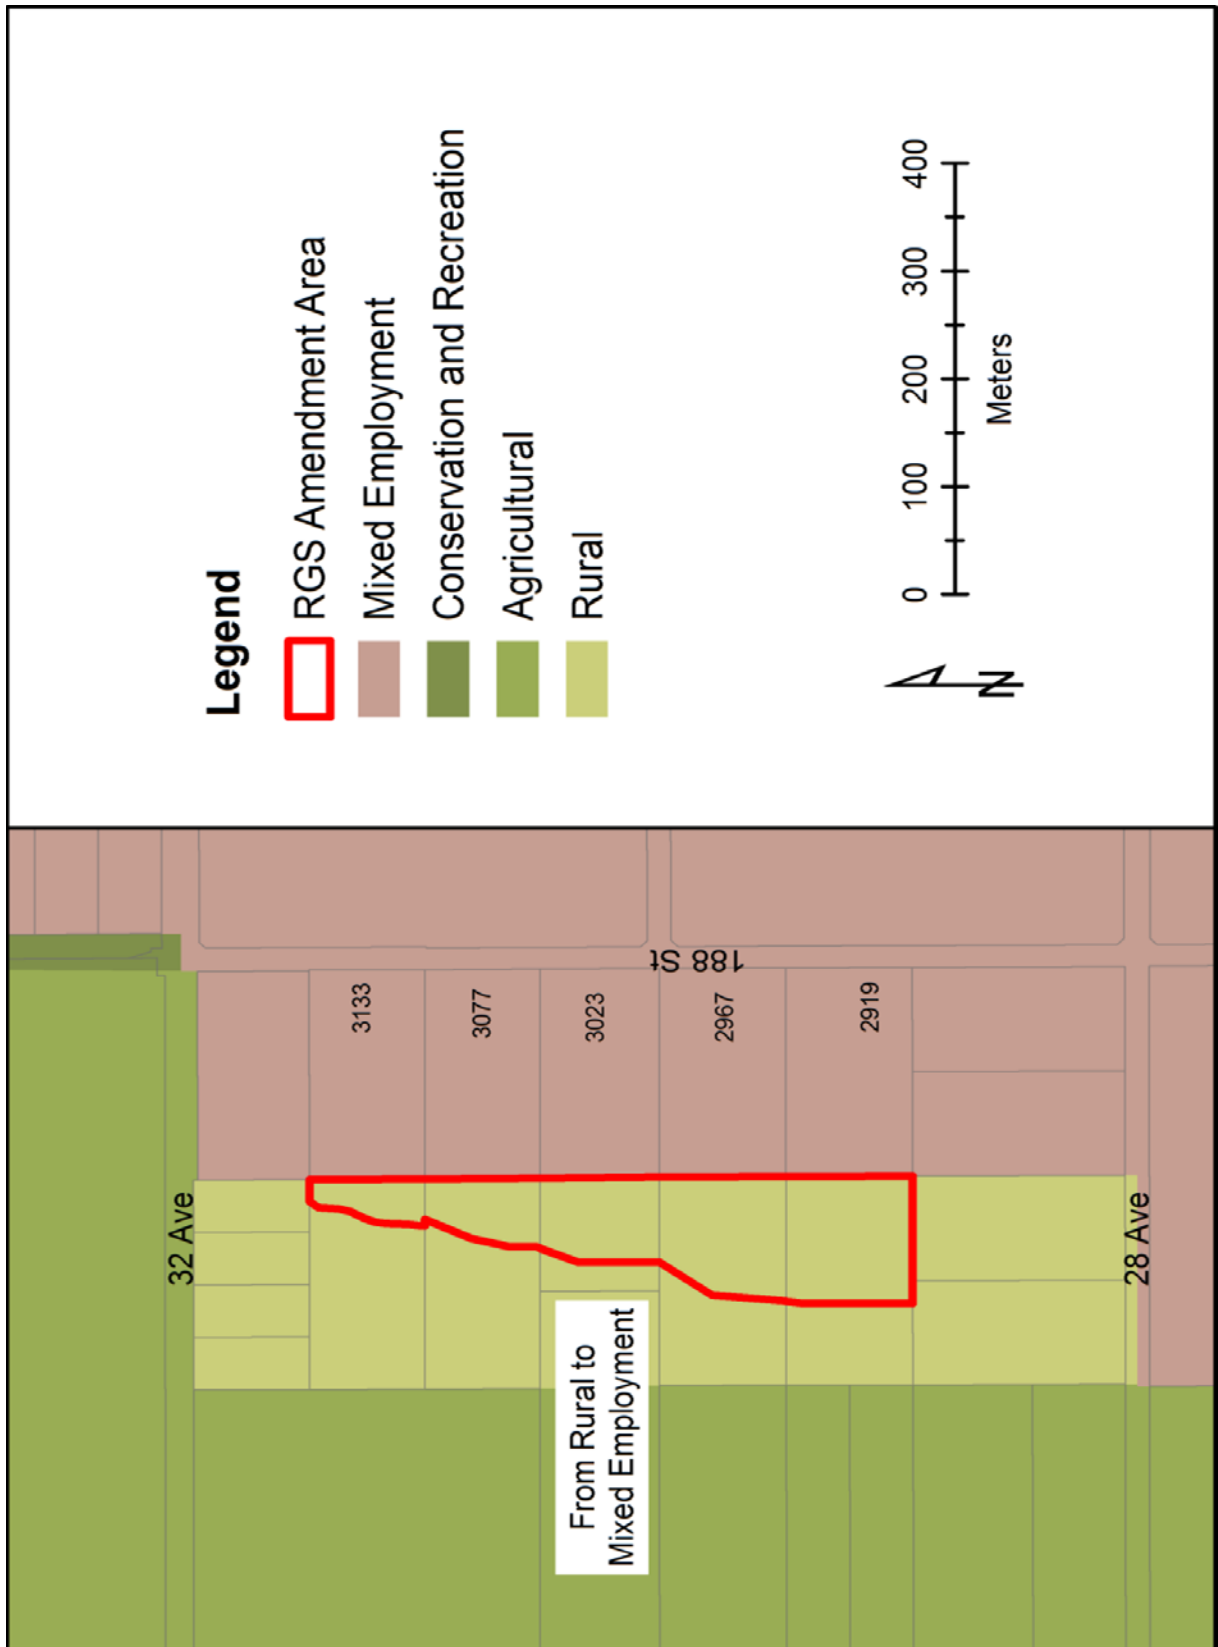 32 Ave
3133
3077
3023
188 St
2967
2919
28 Ave
From Rural to
Mixed Employment
Legend
RGS Amendment Area
Mixed Employment
Conservation and Recreation
Agricultural
Rural
N
0 100 200 300 400
Meters